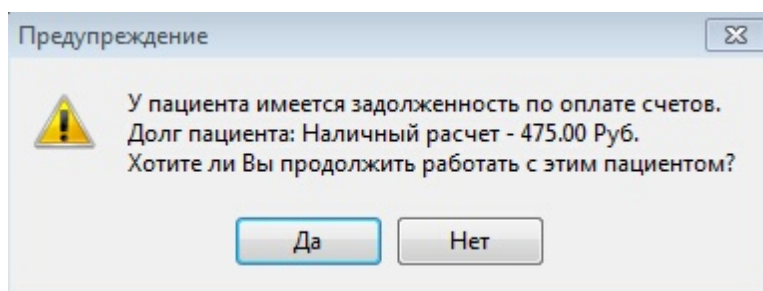 Предупреждение
У пациента имеется задолженность по оплате счетов.
Долг пациента: Наличный расчет - 475.00 Руб.
Хотите ли Вы продолжить работать с этим пациентом?
Да
Нет